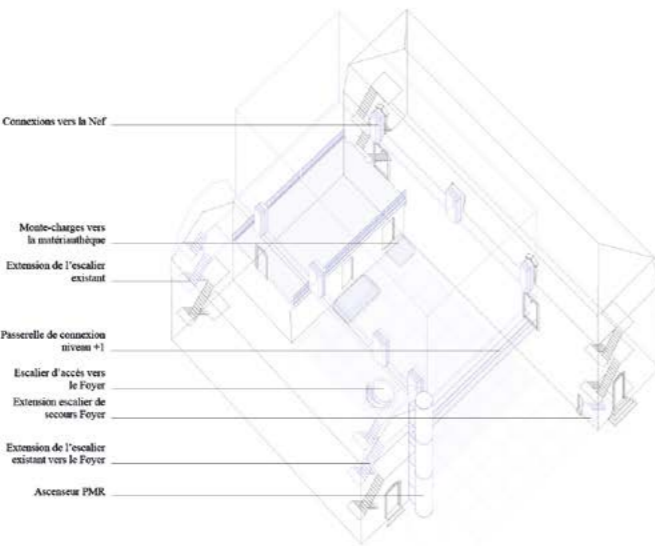 Connexions vers la Nef
Monte-charges vers
la matériauthèque
Extension de l'escalier
existant
Passerelle de connexion
niveau +1
Escalier d'accès vers
le Foyer
Extension escalier de
secours Foyer
Extension de l'escalier
existant vers le Foyer
Ascenseur PMR